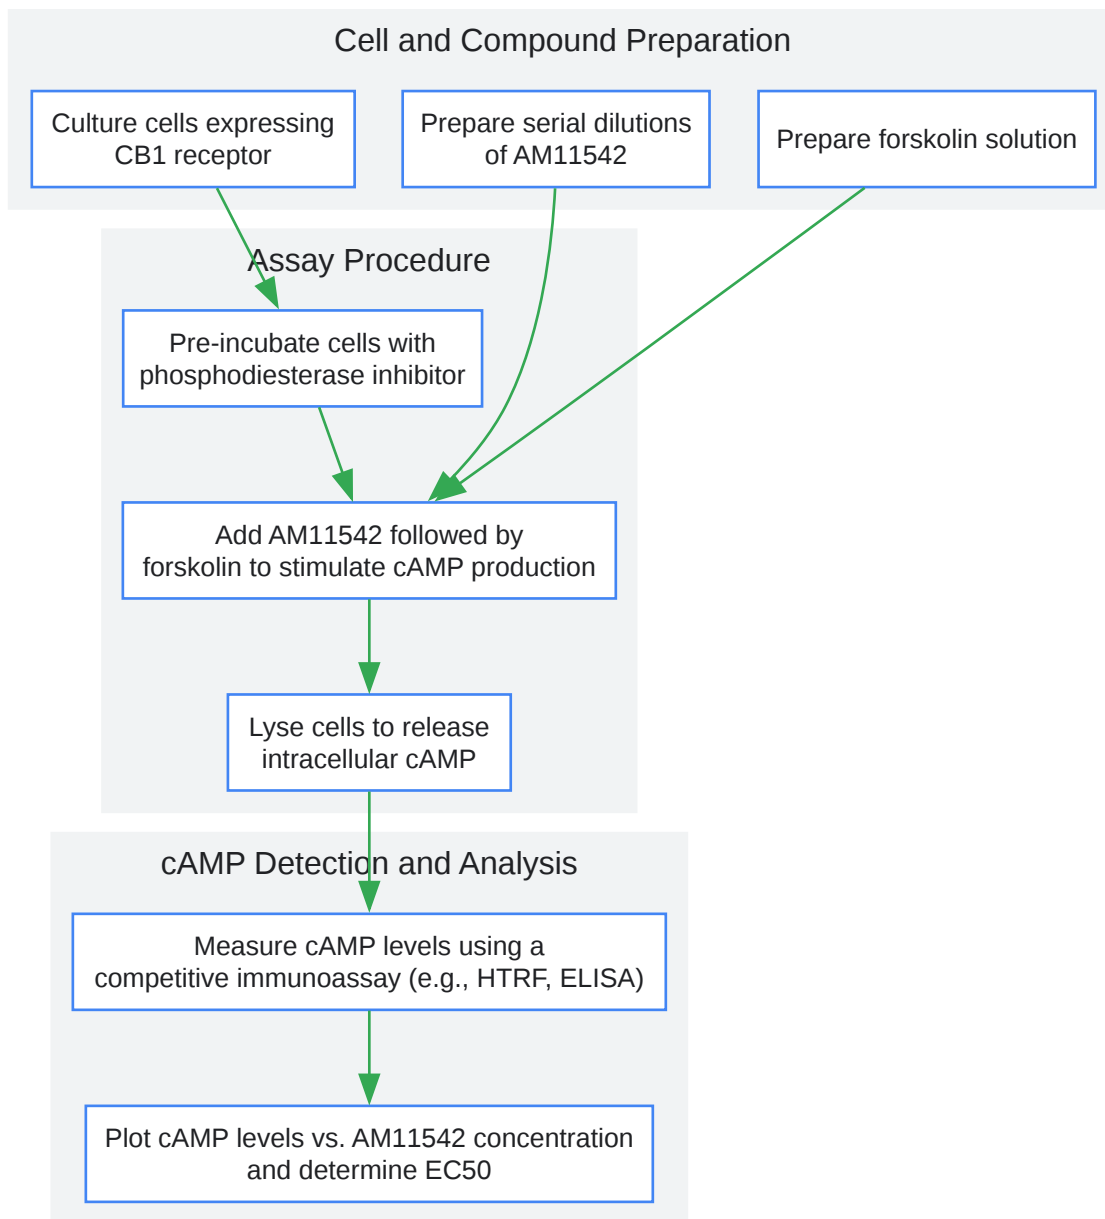 Cell and Compound Preparation
Culture cells expressing
CB1 receptor
Prepare serial dilutions
of AM11542
Prepare forskolin solution
Assay Procedure
Pre-incubate cells with
phosphodiesterase inhibitor
Add AM11542 followed by
forskolin to stimulate cAMP production
Lyse cells to release
intracellular cAMP
cAMP Detection and Analysis
Measure cAMP levels using a
competitive immunoassay (e.g., HTRF, ELISA)
Plot cAMP levels vs. AM11542 concentration
and determine EC50